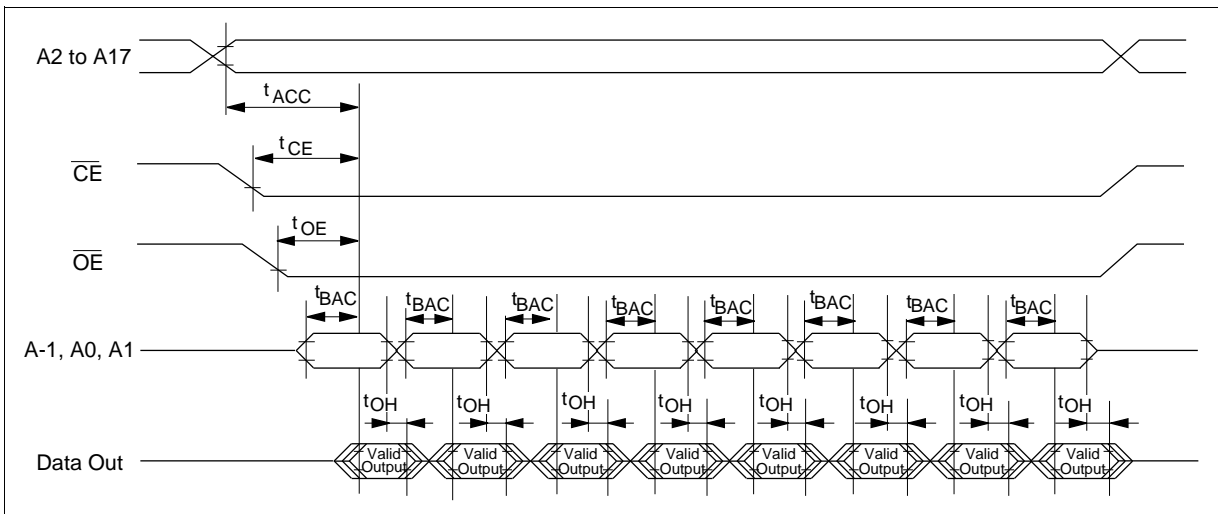 A2 to A17
tACC
tCE
CE
tOE
OE
tBAC tBAC tBAC tBAC tBAC tBAC tBAC tBAC
A-1, A0, A1
tOH tOH tOH tOH tOH tOH tOH tOH
Data Out
Valid Output Valid Output Valid Output Valid Output Valid Output Valid Output Valid Output Valid Output